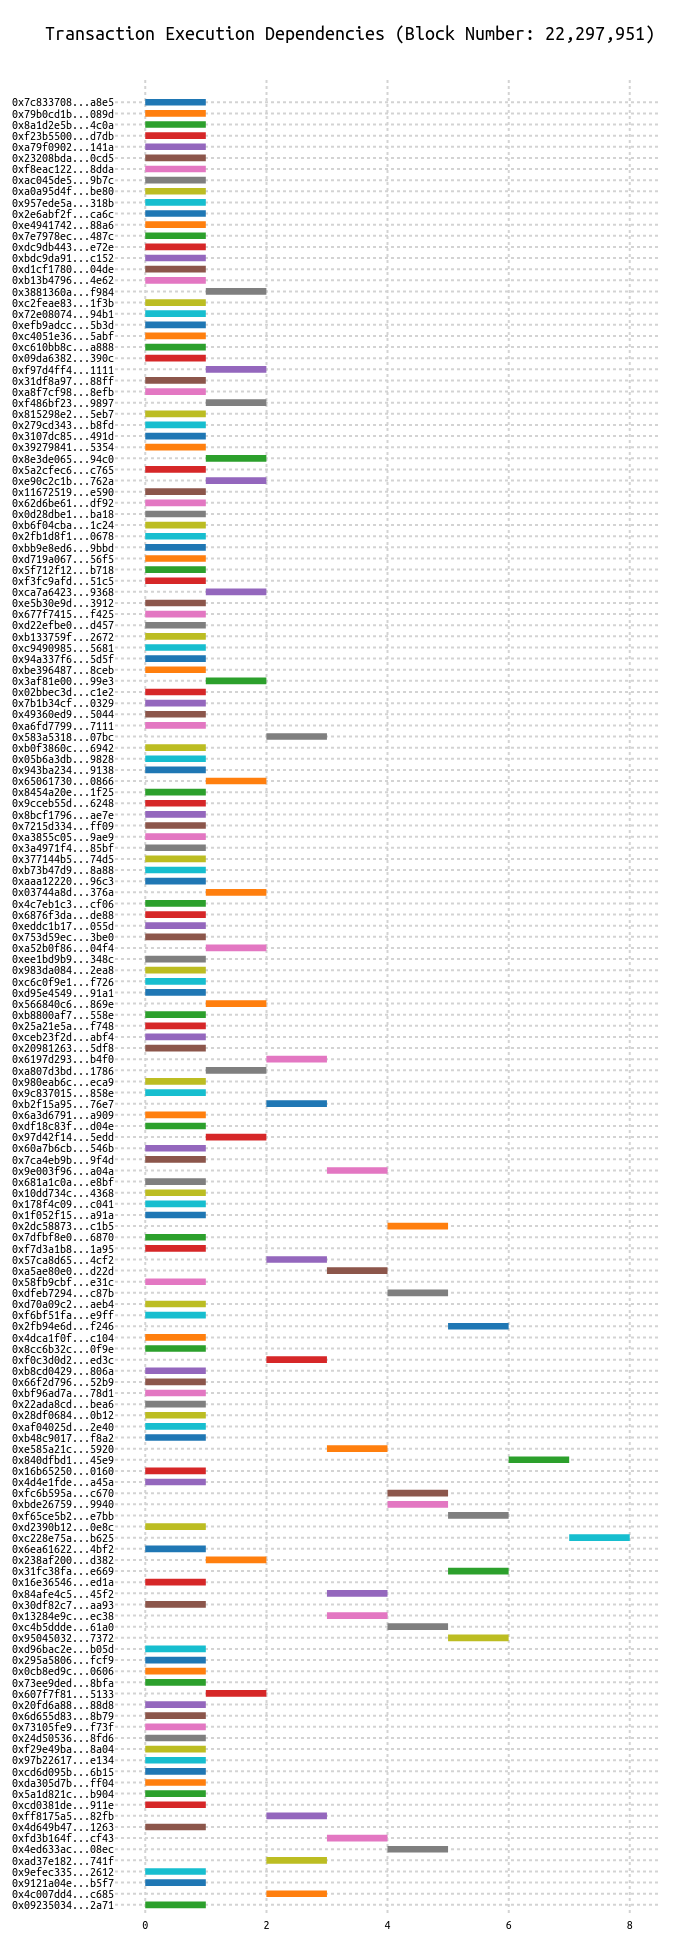 Transaction Execution Dependencies (Block Number: 22,297,951)
0x7c833708...a8e5
0x79b0cd1b...089d
0x8a1d2e5b...4c0a
0xf23b5500...d7db
0xa79f0902...141a
0x23208bda...0cd5
0xf8eac122...8dda
0xac045de5...9b7c
0xa0a95d4f...be80
0x957ede5a...318b
0x2e6abf2f...ca6c
0xe4941742...88a6
0x7e7978ec...487c
0xdc9db443...e72e
0xbdc9da91...c152
0xd1cf1780...04de
0xb13b4796...4e62
0x3881360a...f984
0xc2feae83...1f3b
0x72e08074...94b1
0xefb9adcc...5b3d
0xc4051e36...5abf
0xc610bb8c...a888
0x09da6382...390c
0xf97d4ff4...1111
0x31df8a97...88ff
0xa8f7cf98...8efb
0xf486bf23...9897
0x815298e2...5eb7
0x279cd343...b8fd
0x3107dc85...491d
0x39279841...5354
0x8e3de065...94c0
0x5a2cfec6...c765
0xe90c2c1b...762a
0x11672519...e590
0x62d6be61...df92
0x0d28dbe1...ba18
0xb6f04cba...1c24
0x2fb1d8f1...0678
0xbb9e8ed6...9bbd
0xd719a067...56f5
0x5f712f12...b718
0xf3fc9afd...51c5
0xca7a6423...9368
0xe5b30e9d...3912
0x677f7415...f425
0xd22efbe0...d457
0xb133759f...2672
0xc9490985...5681
0x94a337f6...5d5f
0xbe396487...8ceb
0x3af81e00...99e3
0x02bbec3d...c1e2
0x7b1b34cf...0329
0x49360ed9...5044
0xa6fd7799...7111
0x583a5318...07bc
0xb0f3860c...6942
0x05b6a3db...9828
0x943ba234...9138
0x65061730...0866
0x8454a20e...1f25
0x9cceb55d...6248
0x8bcf1796...ae7e
0x7215d334...ff09
0xa3855c05...9ae9
0x3a4971f4...85bf
0x377144b5...74d5
0xb73b47d9...8a88
0xaaa12220...96c3
0x03744a8d...376a
0x4c7eb1c3...cf06
0x6876f3da...de88
0xeddc1b17...055d
0x753d59ec...3be0
0xa52b0f86...04f4
0xee1bd9b9...348c
0x983da084...2ea8
0xc6c0f9e1...f726
0xd95e4549...91a1
0x566840c6...869e
0xb8800af7...558e
0x25a21e5a...f748
0xceb23f2d...abf4
0x20981263...5df8
0x6197d293...b4f0
0xa807d3bd...1786
0x980eab6c...eca9
0x9c837015...858e
0xb2f15a95...76e7
0x6a3d6791...a909
0xdf18c83f...d04e
0x97d42f14...5edd
0x60a7b6cb...546b
0x7ca4eb9b...9f4d
0x9e003f96...a04a
0x681a1c0a...e8bf
0x10dd734c...4368
0x178f4c09...c041
0x1f052f15...a91a
0x2dc58873...c1b5
0x7dfbf8e0...6870
0xf7d3a1b8...1a95
0x57ca8d65...4cf2
0xa5ae80e0...d22d
0x58fb9cbf...e31c
0xdfeb7294...c87b
0xd70a09c2...aeb4
0xf6bf51fa...e9ff
0x2fb94e6d...f246
0x4dca1f0f...c104
0x8cc6b32c...0f9e
0xf0c3d0d2...ed3c
0xb8cd0429...806a
0x66f2d796...52b9
0xbf96ad7a...78d1
0x22ada8cd...bea6
0x28df0684...0b12
0xaf04025d...2e40
0xb48c9017...f8a2
0xe585a21c...5920
0x840dfbd1...45e9
0x16b65250...0160
0x4d4e1fde...a45a
0xfc6b595a...c670
0xbde26759...9940
0xf65ce5b2...e7bb
0xd2390b12...0e8c
0xc228e75a...b625
0x6ea61622...4bf2
0x238af200...d382
0x31fc38fa...e669
0x16e36546...ed1a
0x84afe4c5...45f2
0x30df82c7...aa93
0x13284e9c...ec38
0xc4b5ddde...61a0
0x95045032...7372
0xd96bac2e...b05d
0x295a5806...fcf9
0x0cb8ed9c...0606
0x73ee9ded...8bfa
0x607f7f81...5133
0x20fd6a88...88d8
0x6d655d83...8b79
0x73105fe9...f73f
0x24d50536...8fd6
0xf29e49ba...8a04
0x97b22617...e134
0xcd6d095b...6b15
0xda305d7b...ff04
0x5a1d821c...b904
0xcd0381de...911e
0xff8175a5...82fb
0x4d649b47...1263
0xfd3b164f...cf43
0x4ed633ac...08ec
0xad37e182...741f
0x9efec335...2612
0x9121a04e...b5f7
0x4c007dd4...c685
0x09235034...2a71
0 2 4 6 8